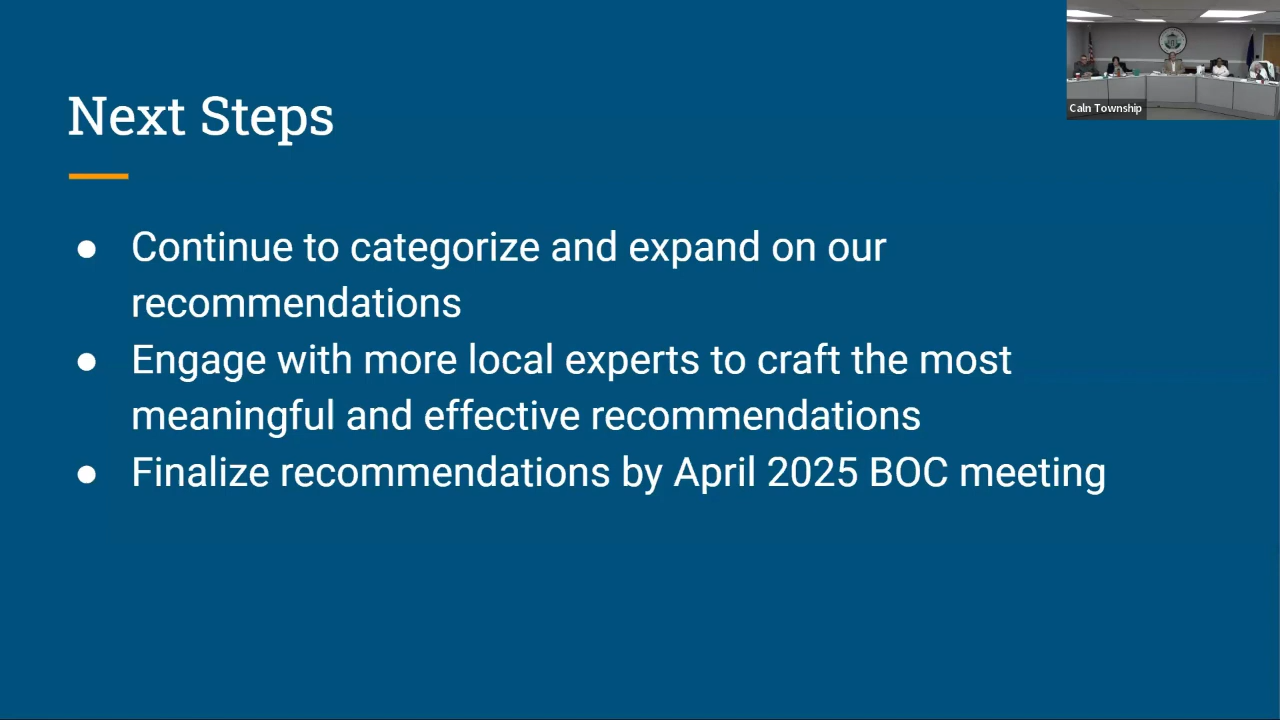 Next Steps
Caln Township
● Continue to categorize and expand on our
recommendations
● Engage with more local experts to craft the most
meaningful and effective recommendations
● Finalize recommendations by April 2025 BOC meeting